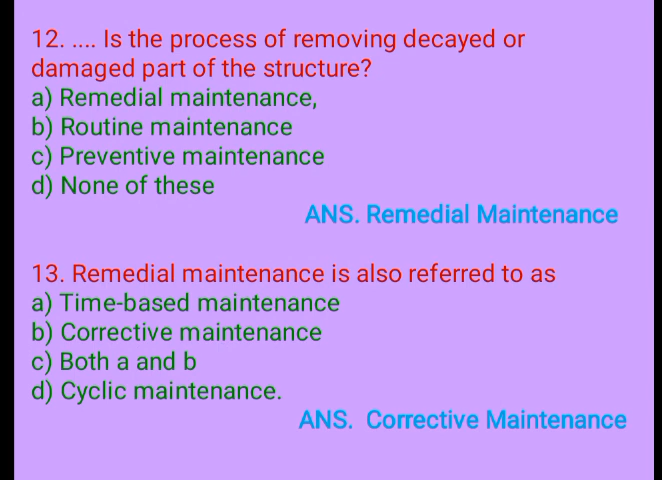 12. .... Is the process of removing decayed or
damaged part of the structure?
a) Remedial maintenance,
b) Routine maintenance
c) Preventive maintenance
d) None of these
ANS. Remedial Maintenance
13. Remedial maintenance is also referred to as
a) Time-based maintenance
b) Corrective maintenance
c) Both a and b
d) Cyclic maintenance.
ANS. Corrective Maintenance